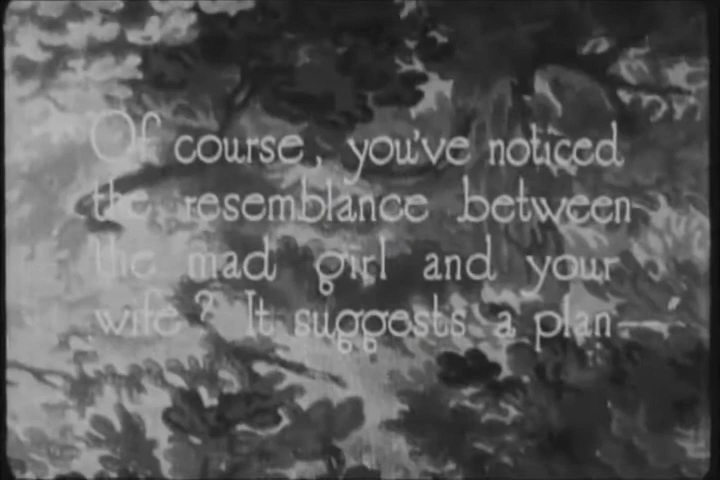 Of course, you've noticed
the resemblance between
the mad girl and your
wife? It suggests a plan—